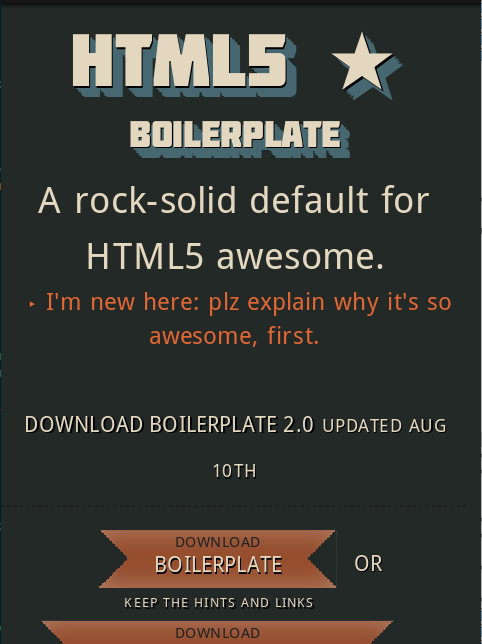 HTML5
BOILERPLATE
A rock-solid default for
HTML5 awesome.
‣ I'm new here: plz explain why it's so
awesome, first.
DOWNLOAD BOILERPLATE 2.0 UPDATED AUG
10TH
DOWNLOAD
BOILERPLATE OR
KEEP THE HINTS AND LINKS
DOWNLOAD